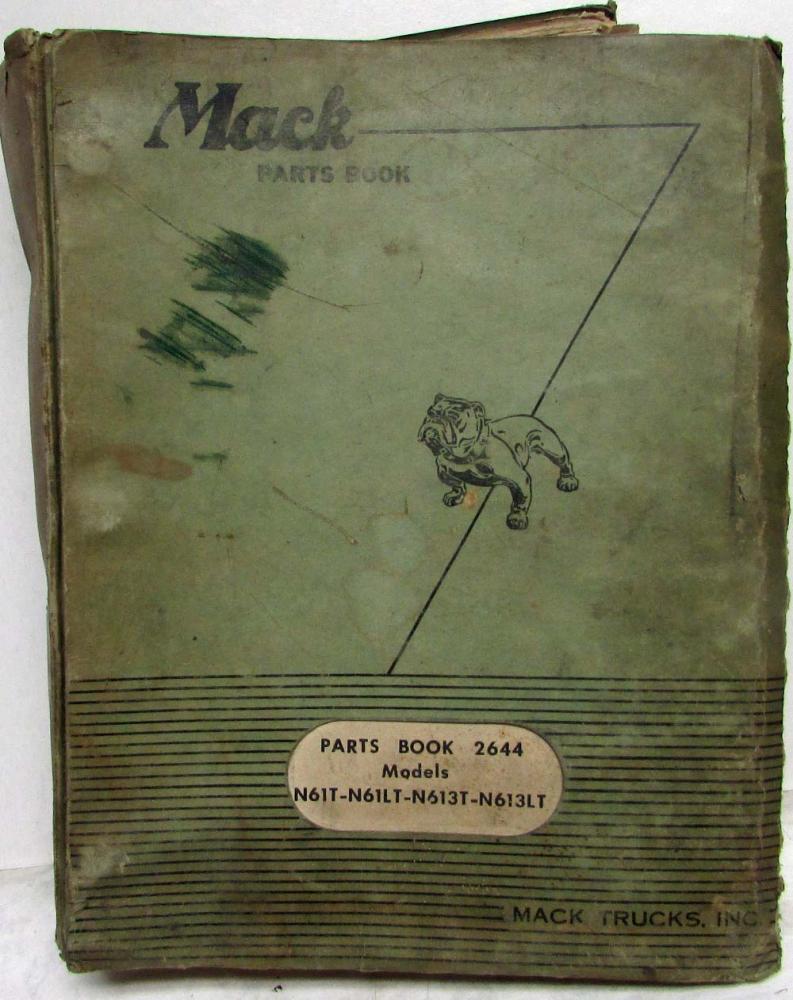 Mack
PARTS BOOK
PARTS BOOK 2644
Models
N61T-N61LT-N613T-N613LT
MACK TRUCKS, INC.